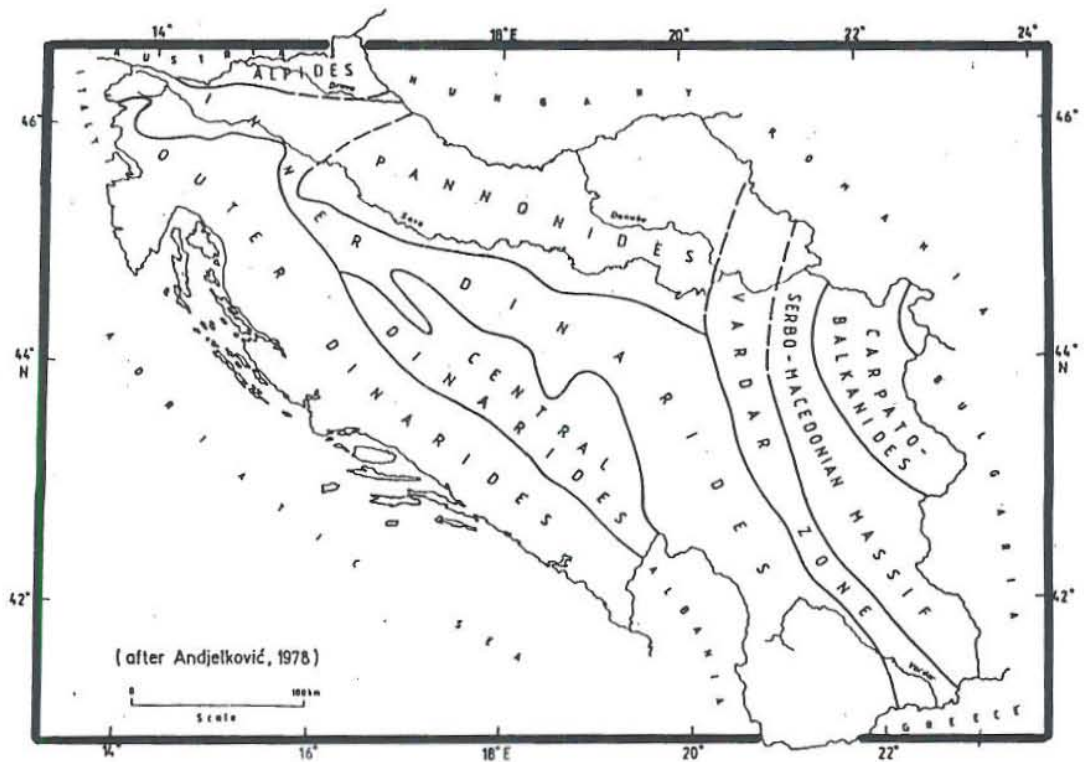 14° 18°E 20° 22° 24°
AUSTRIA
ALPIDES
Drava
ITALY
HUNGARY
46° 46°
ROMANIA
INNER DINARIDES
PANNONIDES
OUTER DINARIDES
Sava
Danube
VARDAR ZONE
SERBO-MACEDONIAN MASSIF
CARPATO-
BALKANIDES
44°
N
44°
N
CENTRAL
DINARIDES
BULGARIA
ADRIATIC SEA
42° 42°
ALBANIA
Vardar
(after Andjelković, 1978)
0 100km
Scale
GREECE
14° 16° 18°E 20° 22°